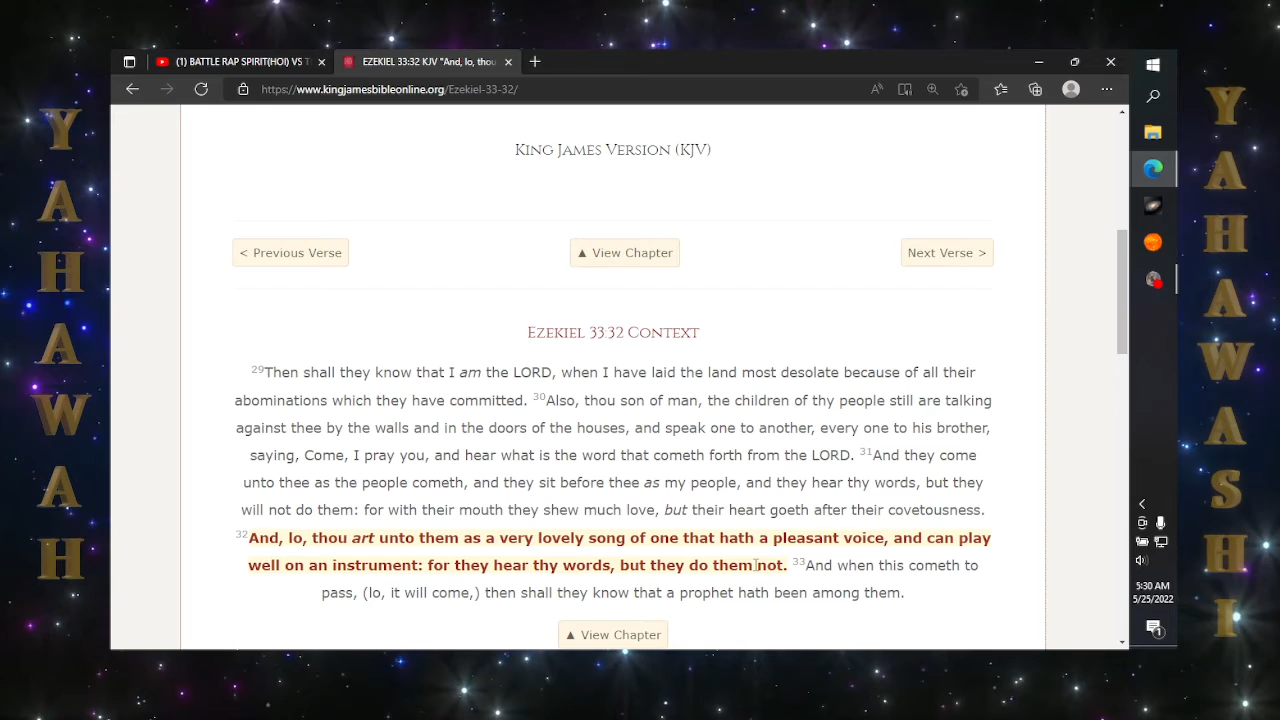 YAHAWAH
(1) BATTLE RAP SPIRIT(HOI) VS T
EZEKIEL 33:32 KJV "And, lo, thou
https://www.kingjamesbibleonline.org/Ezekiel-33-32/
King James Version (KJV)
< Previous Verse
▲ View Chapter
Next Verse >
Ezekiel 33:32 Context
29Then shall they know that I am the LORD, when I have laid the land most desolate because of all their
abominations which they have committed. 30Also, thou son of man, the children of thy people still are talking
against thee by the walls and in the doors of the houses, and speak one to another, every one to his brother,
saying, Come, I pray you, and hear what is the word that cometh forth from the LORD. 31And they come
unto thee as the people cometh, and they sit before thee as my people, and they hear thy words, but they
will not do them: for with their mouth they shew much love, but their heart goeth after their covetousness.
32And, lo, thou art unto them as a very lovely song of one that hath a pleasant voice, and can play
well on an instrument: for they hear thy words, but they do them not. 33And when this cometh to
pass, (lo, it will come,) then shall they know that a prophet hath been among them.
▲ View Chapter
5:30 AM
5/25/2022
1
YAHAWASHI